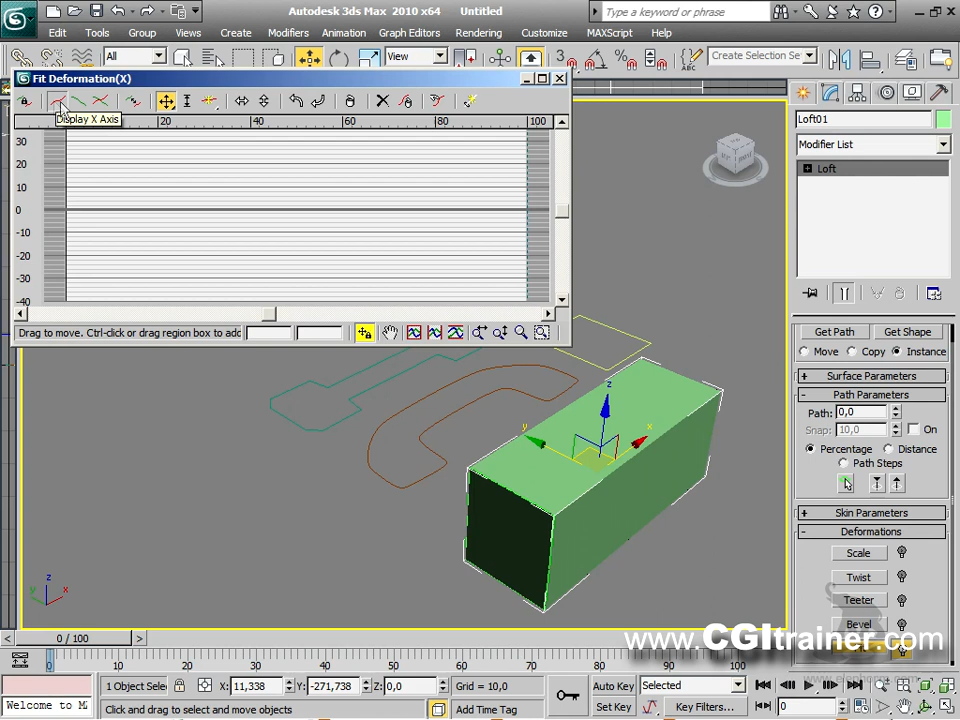 Autodesk 3ds Max 2010 x64 Untitled
Type a keyword or phrase
Edit Tools Group Views Create Modifiers Animation Graph Editors Rendering Customize MAXScript Help
All View Create Selection Se
Fit Deformation(X)
Display X Axis
20 40 60 80 100
30
20
10
0
-10
-20
-30
-40
Drag to move. Ctrl-click or drag region box to add
Loft01
Modifier List
Loft
Get Path Get Shape
Move Copy Instance
Surface Parameters
Path Parameters
Path: 0,0
Snap: 10,0 On
Percentage Distance
Path Steps
Skin Parameters
Deformations
Scale
Twist
Teeter
Bevel
z
y x
z
y x
www.CGItrainer.com
0 / 100
0 10 20 30 40 50 60 70 80 90 100
1 Object Selec X: 11,338 Y: -271,738 Z: 0,0 Grid = 10,0 Auto Key Selected
Welcome to M Click and drag to select and move objects Add Time Tag Set Key Key Filters... 0